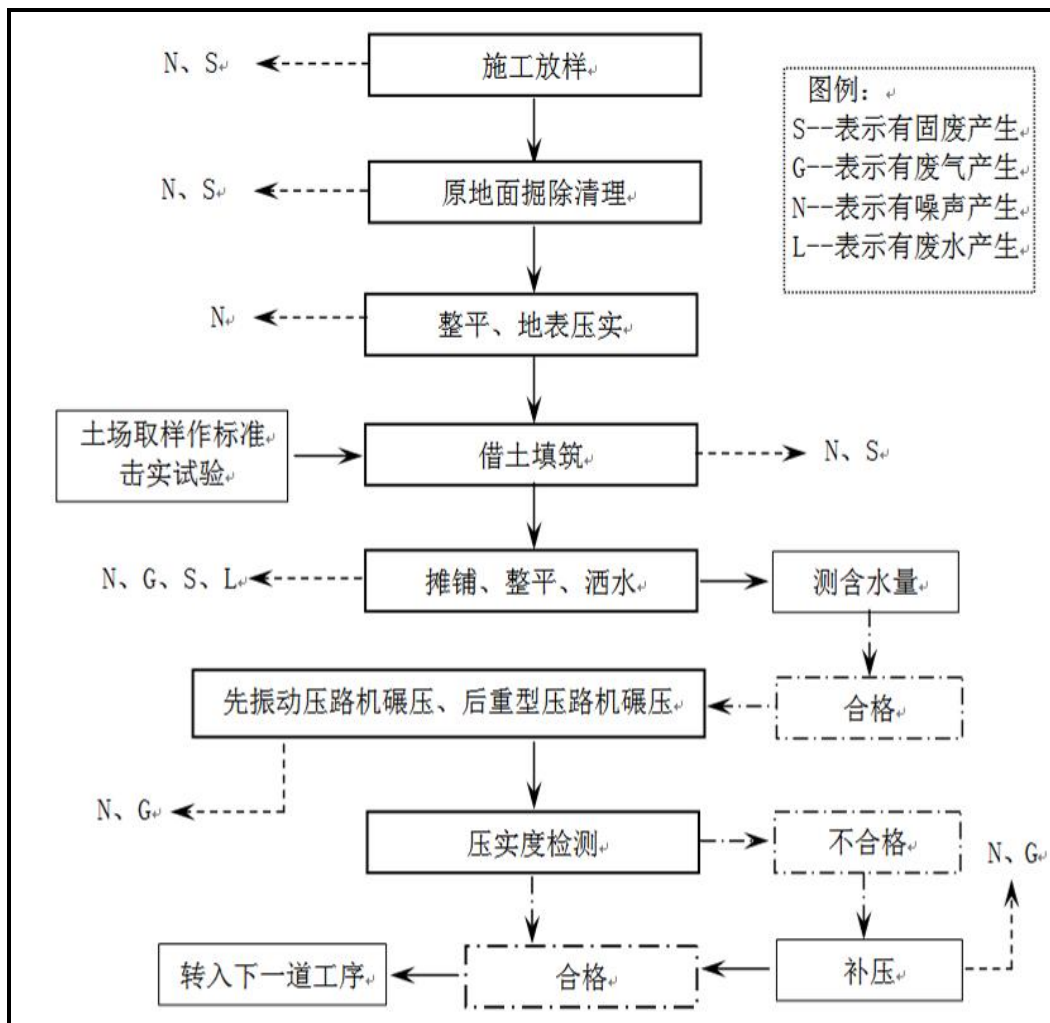 N、S
施工放样
图例：
S--表示有固废产生
G--表示有废气产生
N--表示有噪声产生
L--表示有废水产生
N、S
原地面掘除清理
N
整平、地表压实
土场取样作标准
击实试验
借土填筑
N、S
N、G、S、L
摊铺、整平、洒水
测含水量
先振动压路机碾压、后重型压路机碾压
合格
N、G
压实度检测
不合格
N、G
转入下一道工序
合格
补压